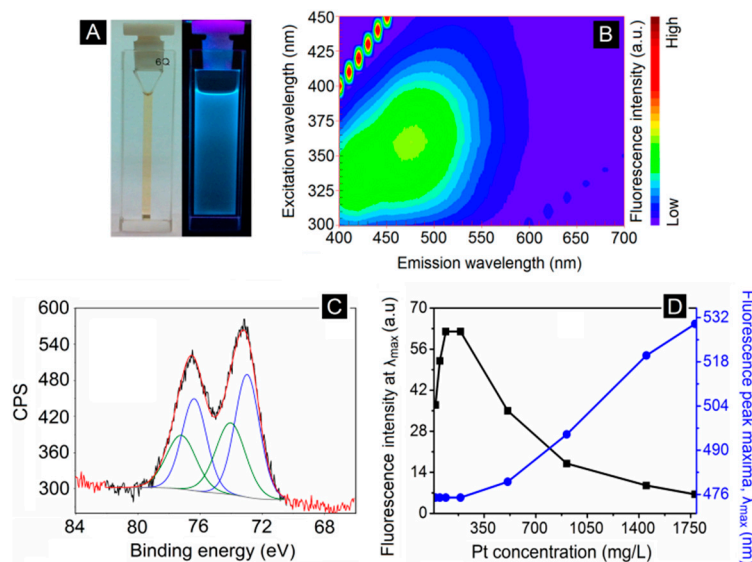 A
6Q
B
Excitation wavelength (nm)
450
400
350
300
400 450 500 550 600 650 700
Emission wavelength (nm)
Fluorescence intensity (a.u.)
High
Low
C
CPS
600
540
480
420
360
300
84 80 76 72 68
Binding energy (eV)
D
Fluorescence intensity at λmax (a.u)
70
56
42
28
14
0
350 700 1050 1400 1750
Pt concentration (mg/L)
532
518
504
490
476
Fluorescence peak maxima, λmax (nm)